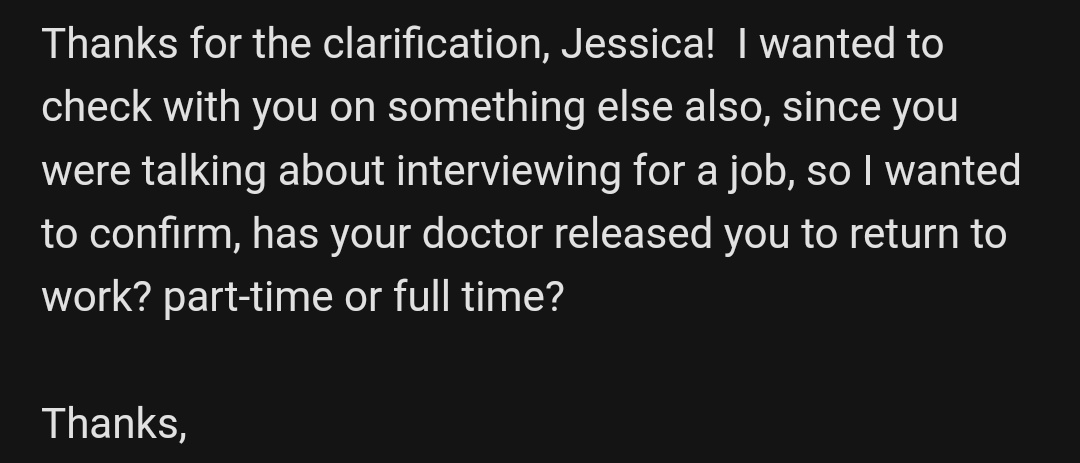 Thanks for the clarification, Jessica!  I wanted to
check with you on something else also, since you
were talking about interviewing for a job, so I wanted
to confirm, has your doctor released you to return to
work? part-time or full time?
Thanks,